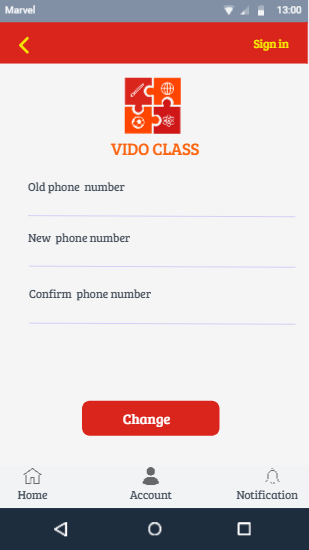 Marvel 13:00
Sign in
VIDO CLASS
Old phone number
New phone number
Confirm phone number
Change
Home Account Notification